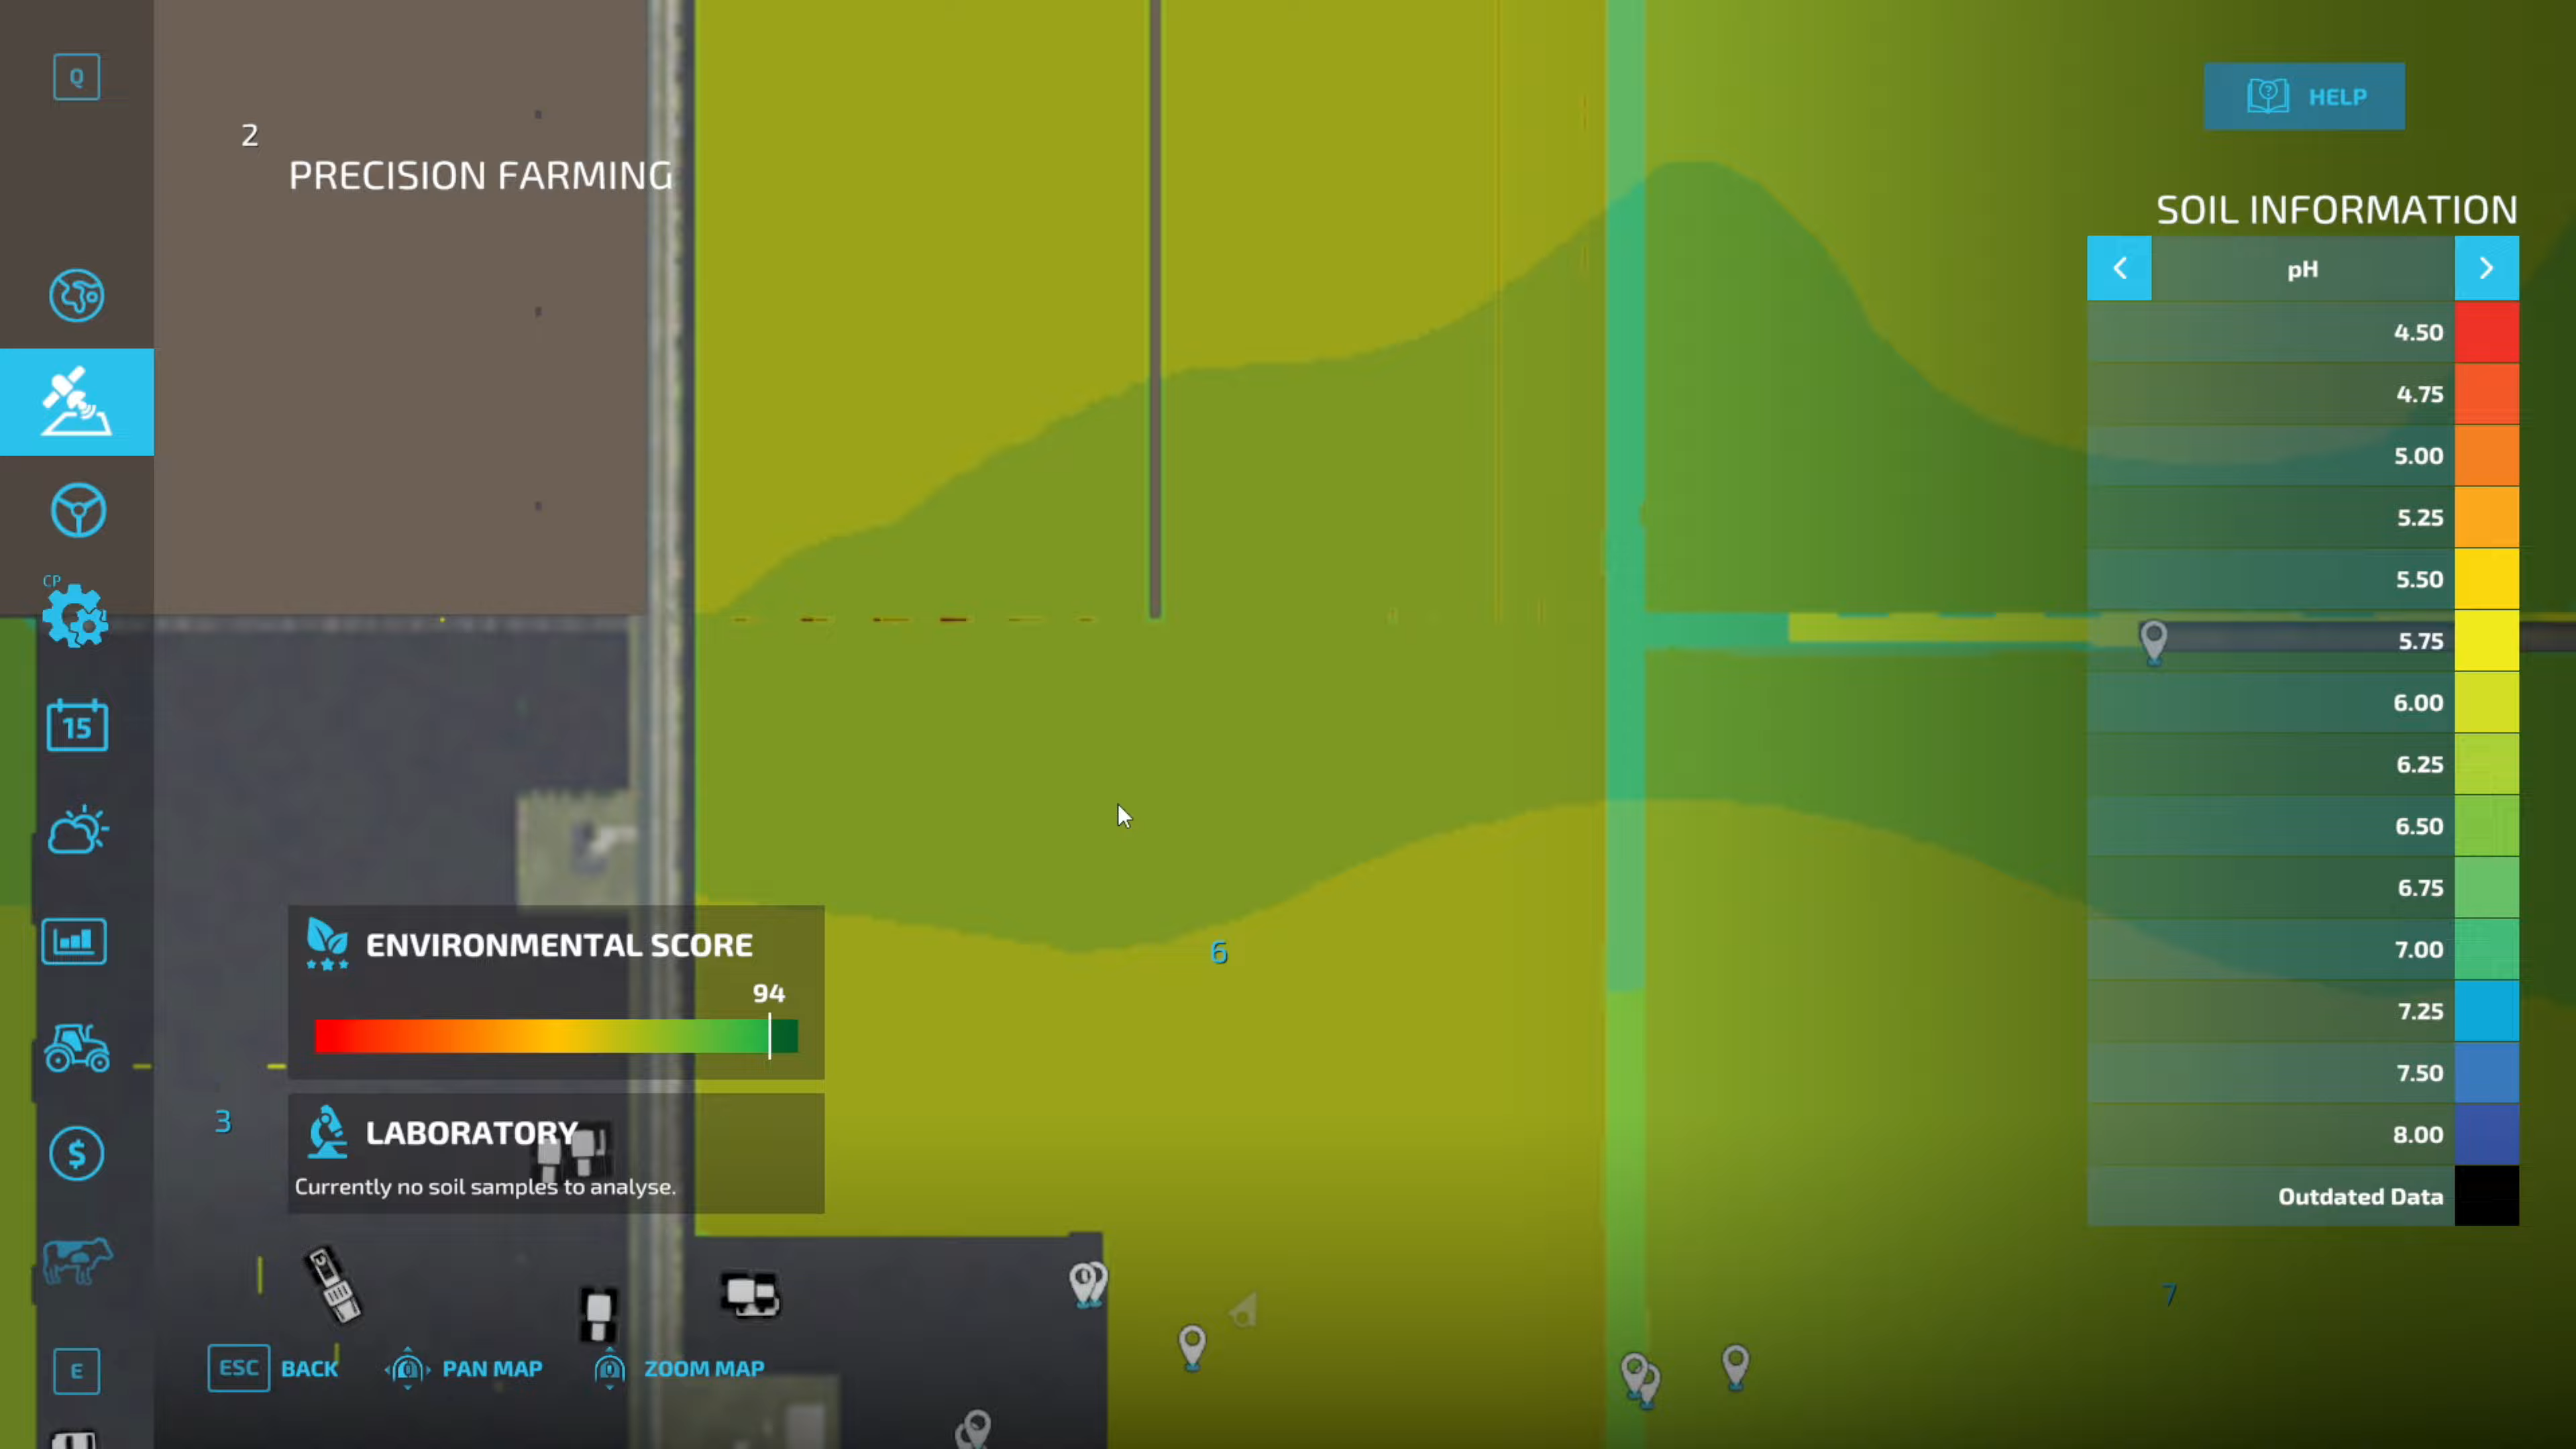 Q
2
PRECISION FARMING
HELP
SOIL INFORMATION
pH
4.50
4.75
5.00
5.25
5.50
5.75
6.00
6.25
6.50
6.75
7.00
7.25
7.50
8.00
Outdated Data
CP
15
6
ENVIRONMENTAL SCORE
94
3
LABORATORY
Currently no soil samples to analyse.
7
E
ESC BACK PAN MAP ZOOM MAP